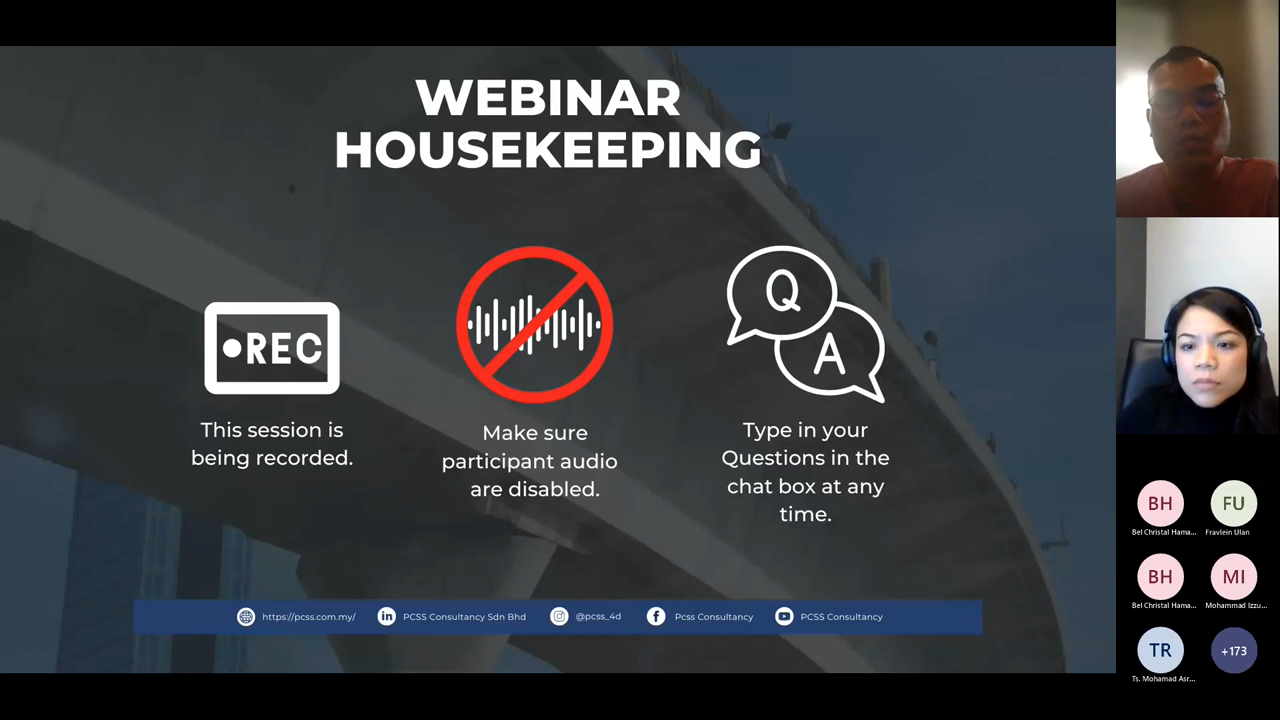 WEBINAR
HOUSEKEEPING
REC
Q
A
This session is
being recorded.
Make sure
participant audio
are disabled.
Type in your
Questions in the
chat box at any
time.
https://pcss.com.my/
in
PCSS Consultancy Sdn Bhd
@pcss_4d
f
Pcss Consultancy
PCSS Consultancy
BH
FU
Bel Christal Hama...
Fravlein Ulan
BH
MI
Bel Christal Hama...
Mohammad Izzu...
TR
+173
Ts. Mohamad Asr...